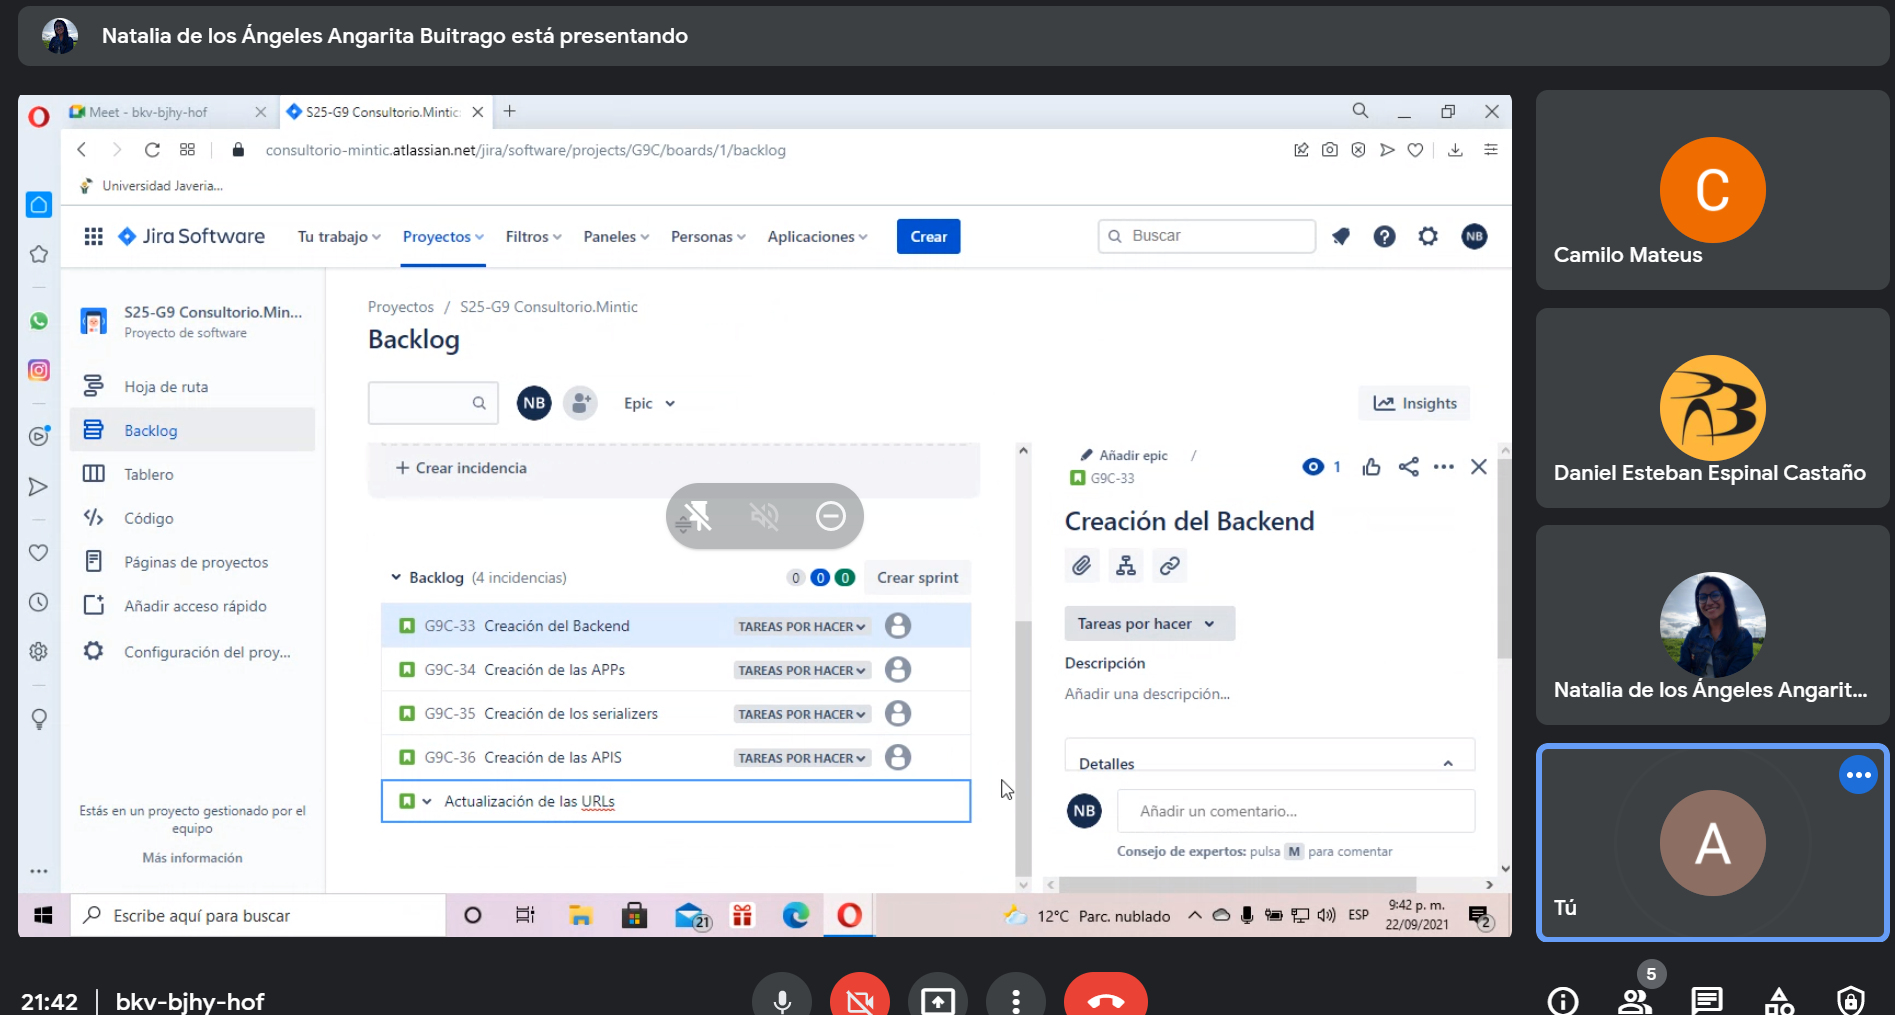 Natalia de los Ángeles Angarita Buitrago está presentando
Meet - bkv-bjhy-hof
S25-G9 Consultorio.Mintic:
consultorio-mintic.atlassian.net/jira/software/projects/G9C/boards/1/backlog
Universidad Javeria...
Jira Software
Tu trabajo
Proyectos
Filtros
Paneles
Personas
Aplicaciones
Crear
Buscar
NB
S25-G9 Consultorio.Min...
Proyecto de software
Hoja de ruta
Backlog
Tablero
Código
Páginas de proyectos
Añadir acceso rápido
Configuración del proy...
Estás en un proyecto gestionado por el
equipo
Más información
Proyectos / S25-G9 Consultorio.Mintic
Backlog
NB
Epic
Insights
+ Crear incidencia
Backlog (4 incidencias)
0 0 0
Crear sprint
G9C-33 Creación del Backend TAREAS POR HACER
G9C-34 Creación de las APPs TAREAS POR HACER
G9C-35 Creación de los serializers TAREAS POR HACER
G9C-36 Creación de las APIS TAREAS POR HACER
Actualización de las URLs
Añadir epic /
G9C-33
1
Creación del Backend
Tareas por hacer
Descripción
Añadir una descripción...
Detalles
NB
Añadir un comentario...
Consejo de expertos: pulsa M para comentar
Escribe aquí para buscar
21
12°C Parc. nublado
ESP
9:42 p. m.
22/09/2021
2
C
Camilo Mateus
Daniel Esteban Espinal Castaño
Natalia de los Ángeles Angarit...
A
Tú
21:42 | bkv-bjhy-hof
5